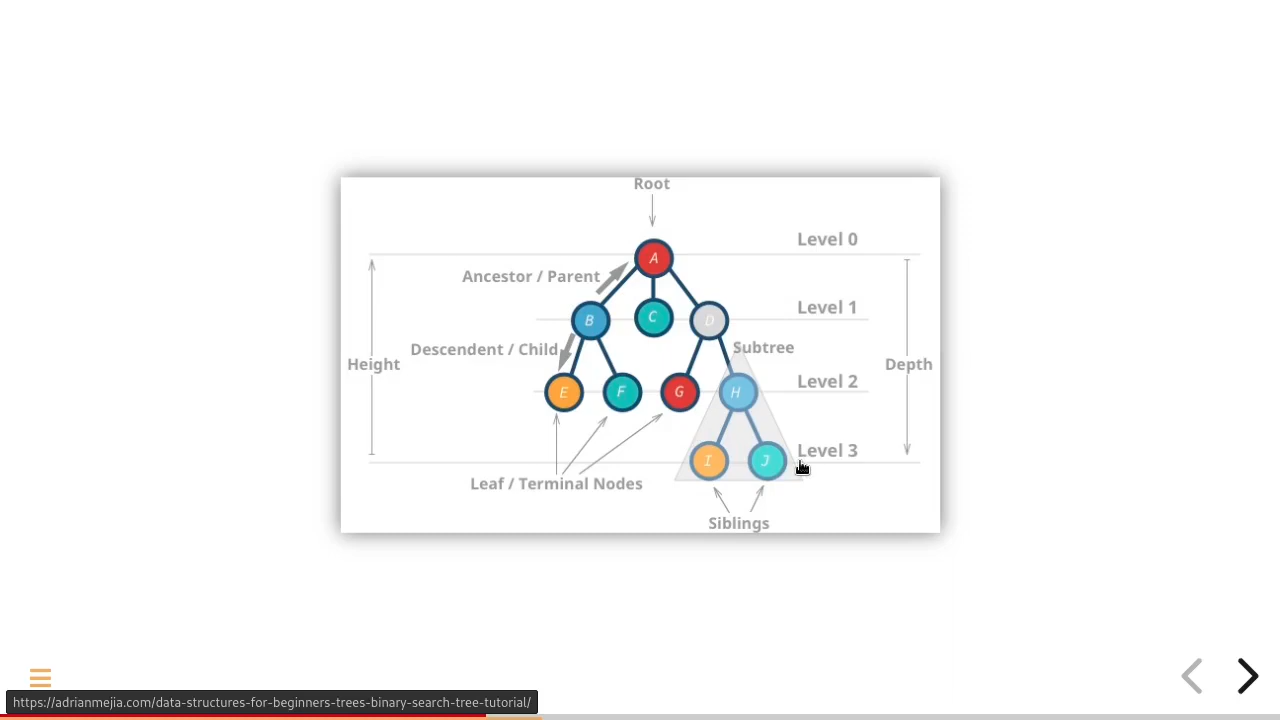 Root
Level 0
A
Ancestor / Parent
Level 1
B
C
D
Descendent / Child
Subtree
Height
Depth
Level 2
E
F
G
H
Level 3
I
J
Leaf / Terminal Nodes
Siblings
https://adrianmejia.com/data-structures-for-beginners-trees-binary-search-tree-tutorial/